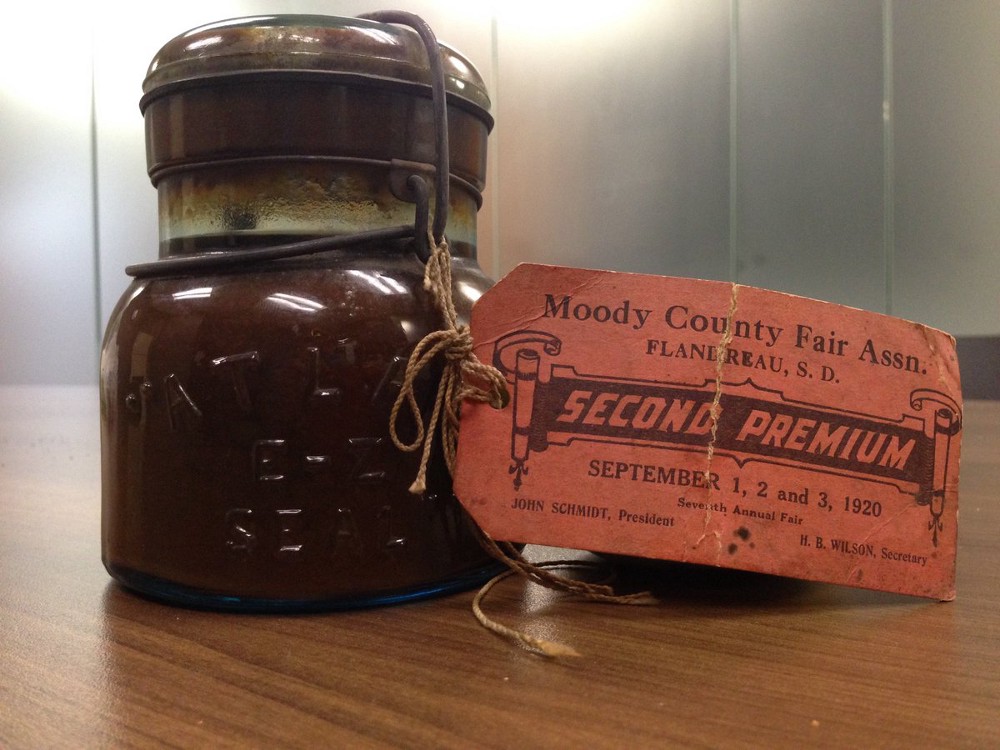 ATLAS
E-Z
SEAL
Moody County Fair Assn.
FLANDREAU, S. D.
SECOND PREMIUM
SEPTEMBER 1, 2 and 3, 1920
Seventh Annual Fair
JOHN SCHMIDT, President
H. B. WILSON, Secretary